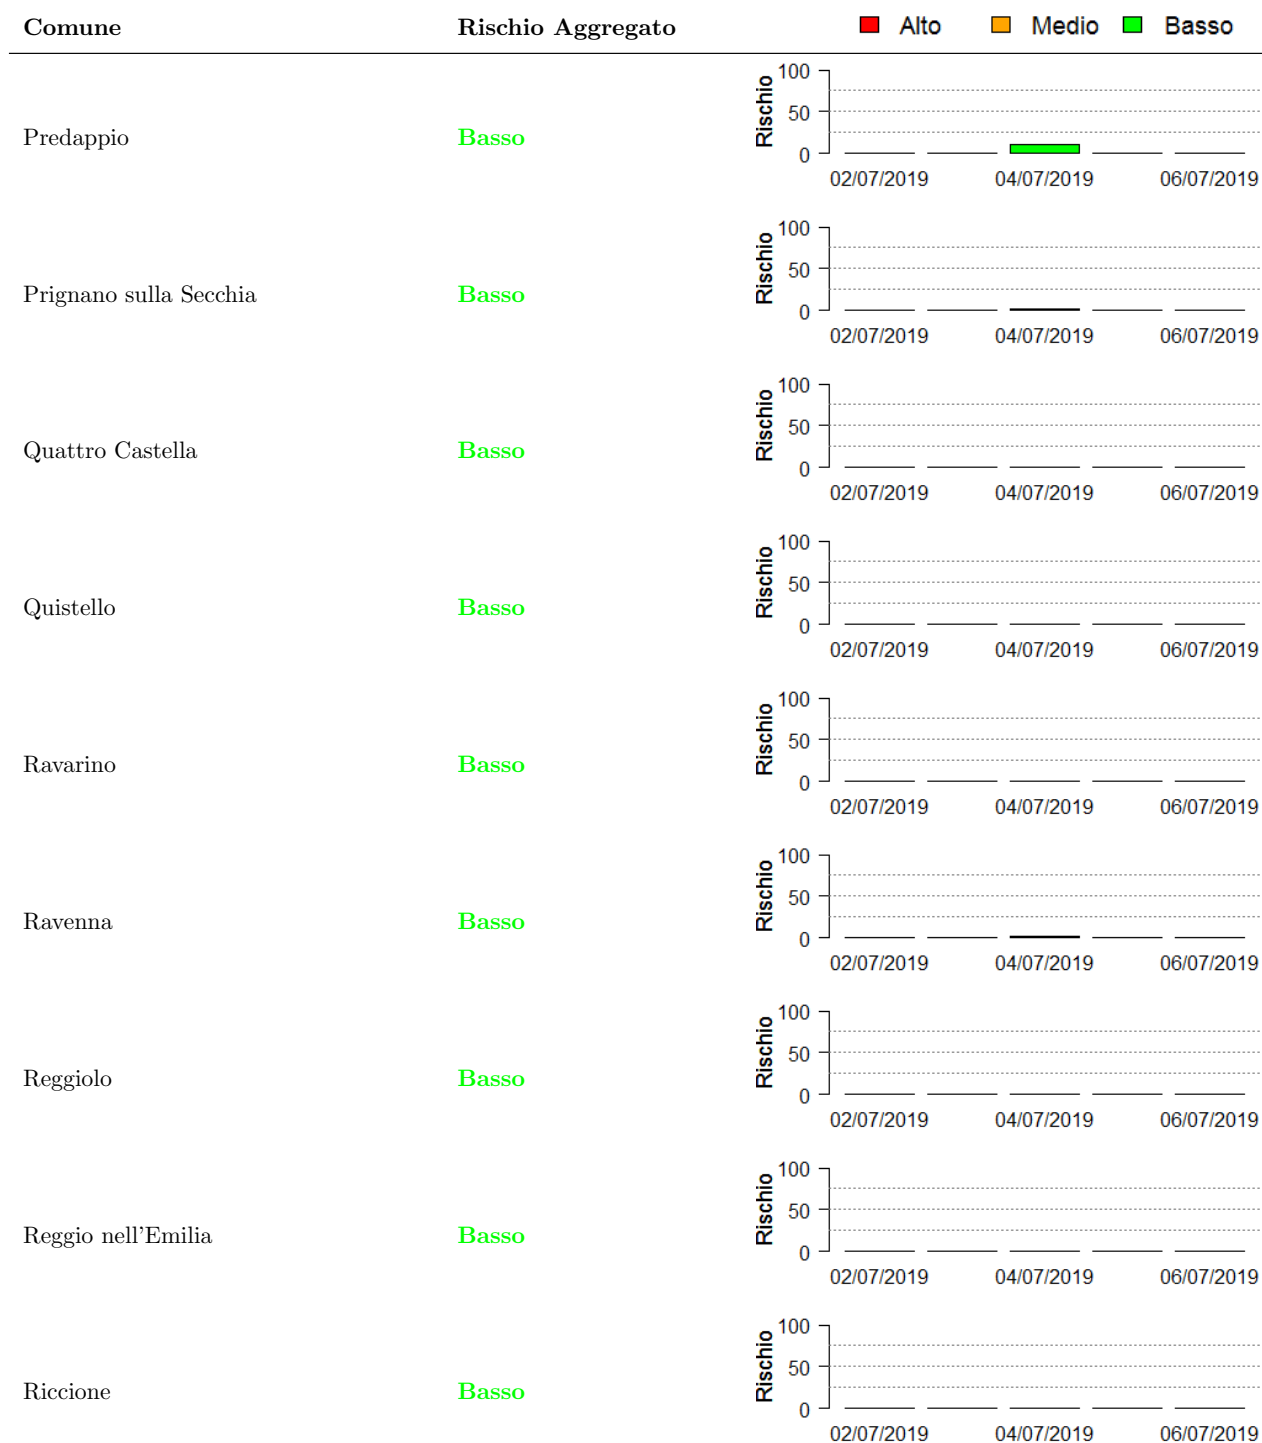 Comune Rischio Aggregato Alto Medio Basso
100
50
0
Rischio
Predappio Basso
02/07/2019 04/07/2019 06/07/2019
100
50
0
Rischio
Prignano sulla Secchia Basso
02/07/2019 04/07/2019 06/07/2019
100
50
0
Rischio
Quattro Castella Basso
02/07/2019 04/07/2019 06/07/2019
100
50
0
Rischio
Quistello Basso
02/07/2019 04/07/2019 06/07/2019
100
50
0
Rischio
Ravarino Basso
02/07/2019 04/07/2019 06/07/2019
100
50
0
Rischio
Ravenna Basso
02/07/2019 04/07/2019 06/07/2019
100
50
0
Rischio
Reggiolo Basso
02/07/2019 04/07/2019 06/07/2019
100
50
0
Rischio
Reggio nell'Emilia Basso
02/07/2019 04/07/2019 06/07/2019
100
50
0
Rischio
Riccione Basso
02/07/2019 04/07/2019 06/07/2019